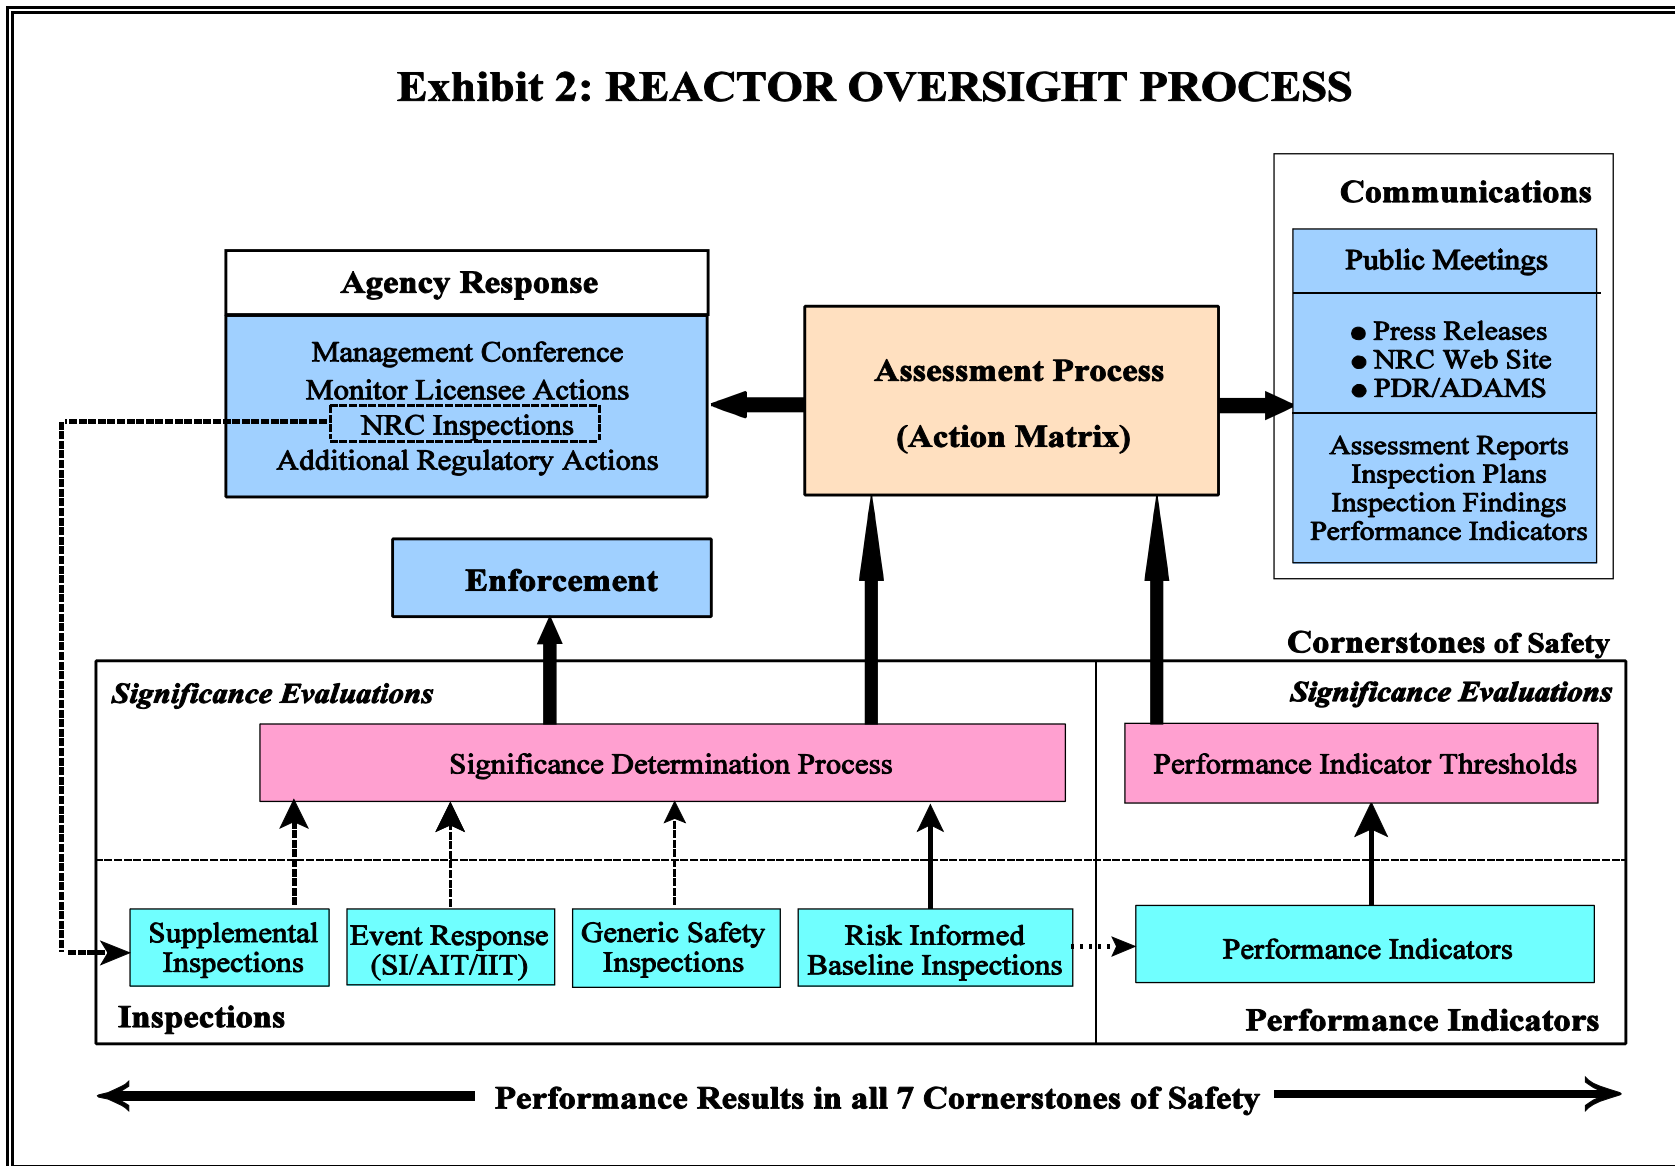 Exhibit 2: REACTOR OVERSIGHT PROCESS
Communications
Public Meetings
● Press Releases
● NRC Web Site
● PDR/ADAMS
Assessment Reports
Inspection Plans
Inspection Findings
Performance Indicators
Agency Response
Management Conference
Monitor Licensee Actions
NRC Inspections
Additional Regulatory Actions
Assessment Process
(Action Matrix)
Enforcement
Cornerstones of Safety
Significance Evaluations
Significance Evaluations
Significance Determination Process
Performance Indicator Thresholds
Supplemental
Inspections
Event Response
(SI/AIT/IIT)
Generic Safety
Inspections
Risk Informed
Baseline Inspections
Performance Indicators
Inspections
Performance Indicators
Performance Results in all 7 Cornerstones of Safety